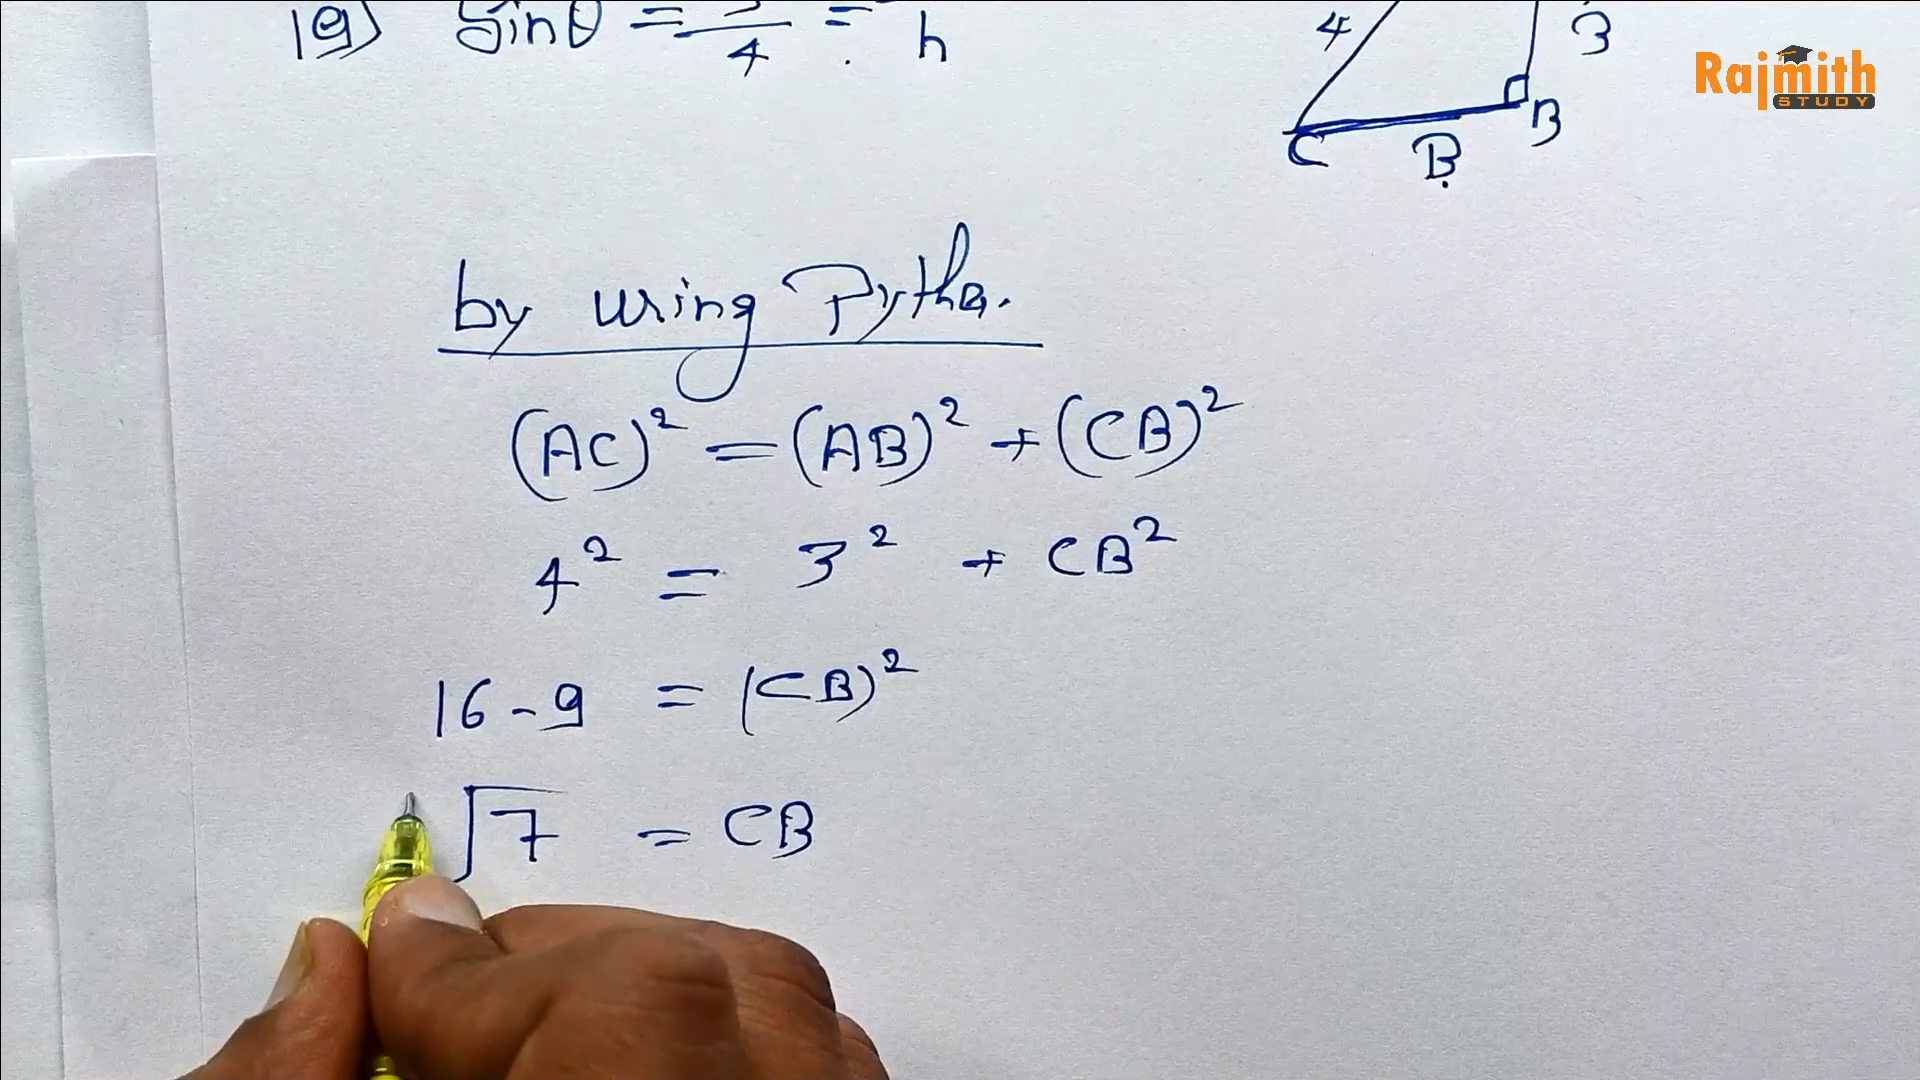 19) Sinθ = 3/4 = /h
4
3
C
B
B
Rajmith
STUDY
by using Pytha.
(AC)² = (AB)² + (CB)²
4² = 3² + CB²
16 - 9 = (CB)²
√7 = CB